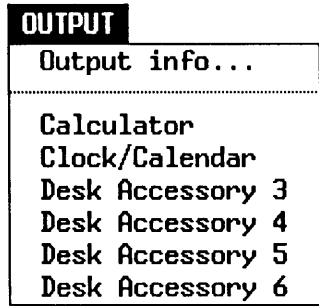 OUTPUT
Output info...
Calculator
Clock/Calendar
Desk Accessory 3
Desk Accessory 4
Desk Accessory 5
Desk Accessory 6